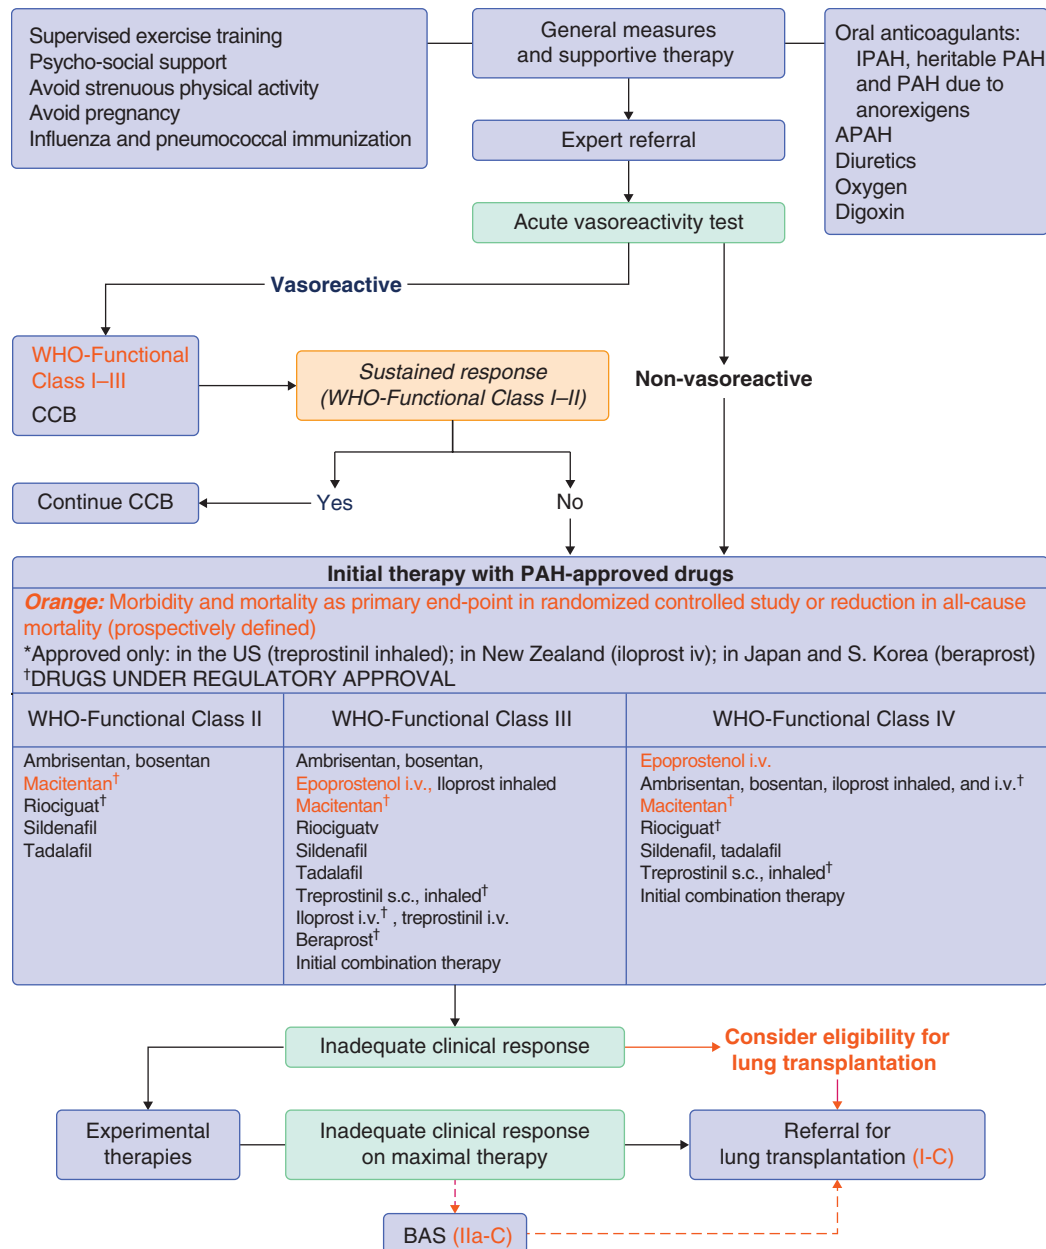 Supervised exercise training
Psycho-social support
Avoid strenuous physical activity
Avoid pregnancy
Influenza and pneumococcal immunization
General measures
and supportive therapy
Oral anticoagulants:
IPAH, heritable PAH
and PAH due to
anorexigens
APAH
Diuretics
Oxygen
Digoxin
Expert referral
Acute vasoreactivity test
Vasoreactive
WHO-Functional
Class I–III
CCB
Sustained response
(WHO-Functional Class I–II)
Non-vasoreactive
Continue CCB
Yes
No
Initial therapy with PAH-approved drugs
Orange: Morbidity and mortality as primary end-point in randomized controlled study or reduction in all-cause
mortality (prospectively defined)
*Approved only: in the US (treprostinil inhaled); in New Zealand (iloprost iv); in Japan and S. Korea (beraprost)
†DRUGS UNDER REGULATORY APPROVAL
WHO-Functional Class II
Ambrisentan, bosentan
Macitentan†
Riociguat†
Sildenafil
Tadalafil
WHO-Functional Class III
Ambrisentan, bosentan,
Epoprostenol i.v., Iloprost inhaled
Macitentan†
Riociguatv
Sildenafil
Tadalafil
Treprostinil s.c., inhaled†
Iloprost i.v.† , treprostinil i.v.
Beraprost†
Initial combination therapy
WHO-Functional Class IV
Epoprostenol i.v.
Ambrisentan, bosentan, iloprost inhaled, and i.v.†
Macitentan†
Riociguat†
Sildenafil, tadalafil
Treprostinil s.c., inhaled†
Initial combination therapy
Inadequate clinical response
Consider eligibility for
lung transplantation
Experimental
therapies
Inadequate clinical response
on maximal therapy
Referral for
lung transplantation (I-C)
BAS (IIa-C)